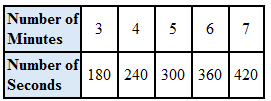 Number of Minutes 3 4 5 6 7
Number of Seconds 180 240 300 360 420